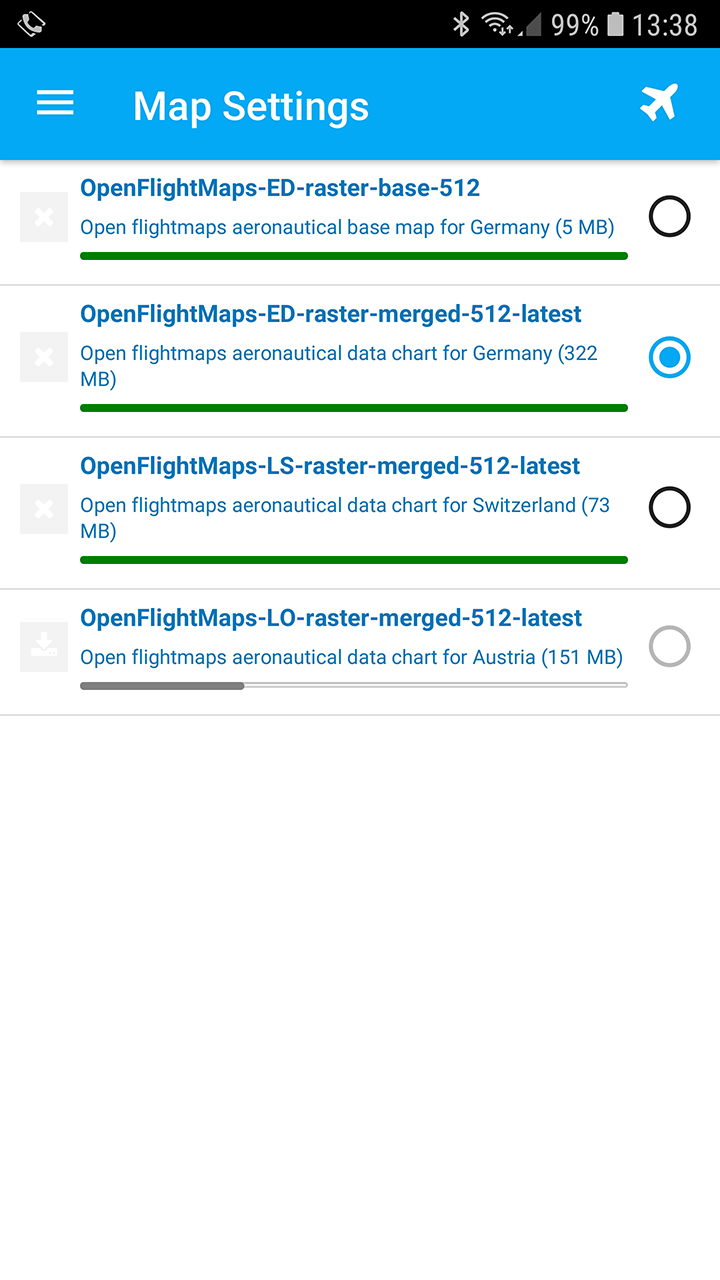 99% 13:38
Map Settings
OpenFlightMaps-ED-raster-base-512
Open flightmaps aeronautical base map for Germany (5 MB)
OpenFlightMaps-ED-raster-merged-512-latest
Open flightmaps aeronautical data chart for Germany (322
MB)
OpenFlightMaps-LS-raster-merged-512-latest
Open flightmaps aeronautical data chart for Switzerland (73
MB)
OpenFlightMaps-LO-raster-merged-512-latest
Open flightmaps aeronautical data chart for Austria (151 MB)